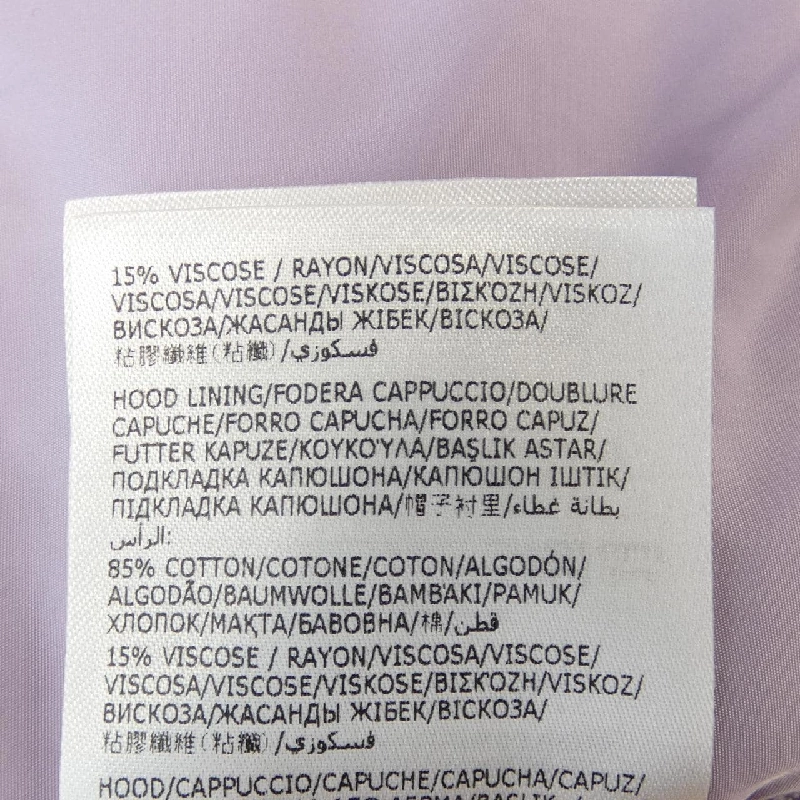 15% VISCOSE / RAYON/VISCOSA/VISCOSE/
VISCOSA/VISCOSE/VISKOSE/ΒΙΣΚΌΖΗ/VISKOZ/
ВИСКОЗА/ЖАСАНДЫ ЖІБЕК/ВІСКОЗА/
粘膠纖維(粘纖)/فسكوزي
HOOD LINING/FODERA CAPPUCCIO/DOUBLURE
CAPUCHE/FORRO CAPUCHA/FORRO CAPUZ/
FUTTER KAPUZE/ΚΟΥΚΟΎΛΑ/BAŞLIK ASTAR/
ПОДКЛАДКА КАПЮШОНА/КАПЮШОН ІШТІК/
ПІДКЛАДКА КАПЮШОНА/帽子衬里/بطانة غطاء
الرأس:
85% COTTON/COTONE/COTON/ALGODÓN/
ALGODÃO/BAUMWOLLE/ΒΑΜΒΆΚΙ/PAMUK/
ХЛОПОК/МАҚТА/БАВОВНА/棉/قطن
15% VISCOSE / RAYON/VISCOSA/VISCOSE/
VISCOSA/VISCOSE/VISKOSE/ΒΙΣΚΌΖΗ/VISKOZ/
ВИСКОЗА/ЖАСАНДЫ ЖІБЕК/ВІСКОЗА/
粘膠纖維(粘纖)/فسكوزي
HOOD/CAPPUCCIO/CAPUCHE/CAPUCHA/CAPUZ/